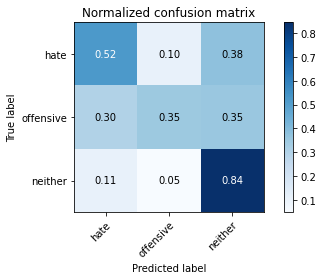 Normalized confusion matrix
True label
hate
0.52 0.10 0.38
offensive
0.30 0.35 0.35
neither
0.11 0.05 0.84
hate offensive neither
Predicted label
0.8
0.7
0.6
0.5
0.4
0.3
0.2
0.1